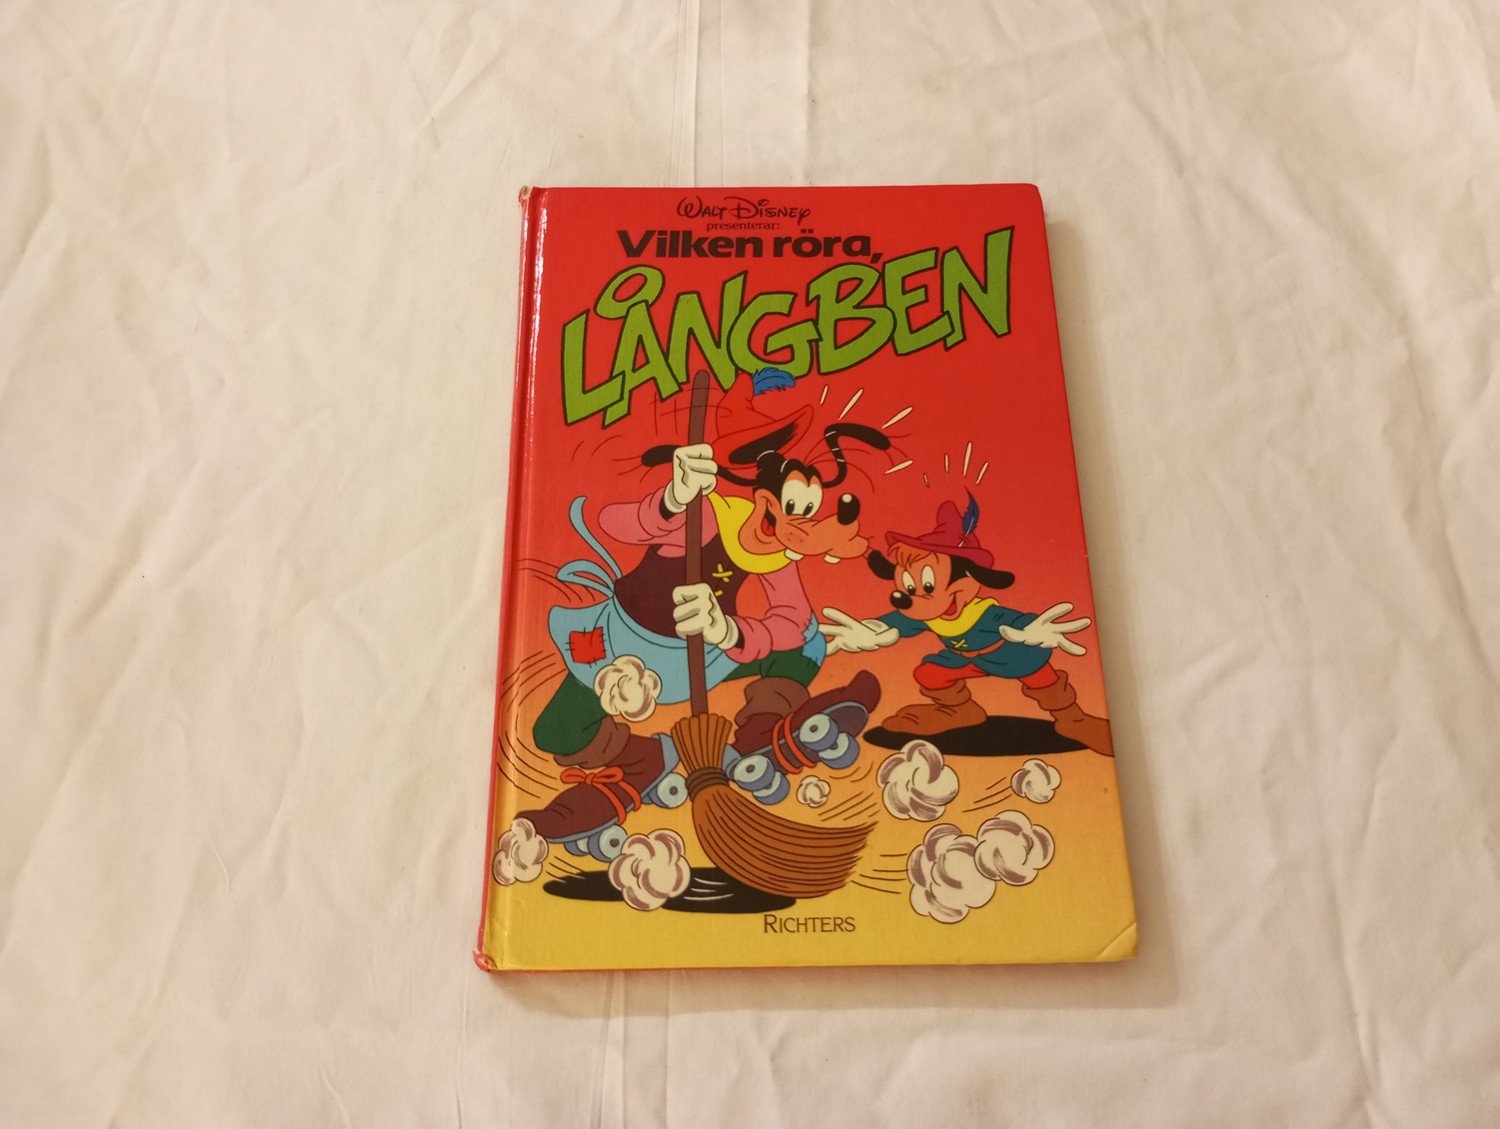 Walt Disney
presenterar:
Vilken röra,
LÅNGBEN
RICHTERS